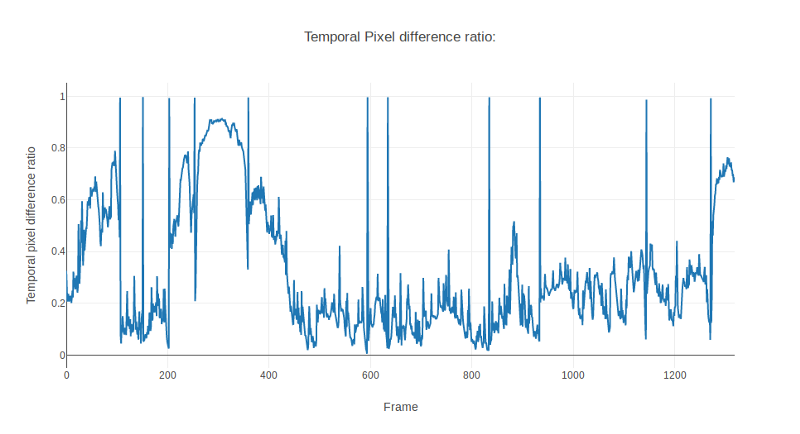 Temporal Pixel difference ratio:
Temporal pixel difference ratio
1
0.8
0.6
0.4
0.2
0
0 200 400 600 800 1000 1200
Frame